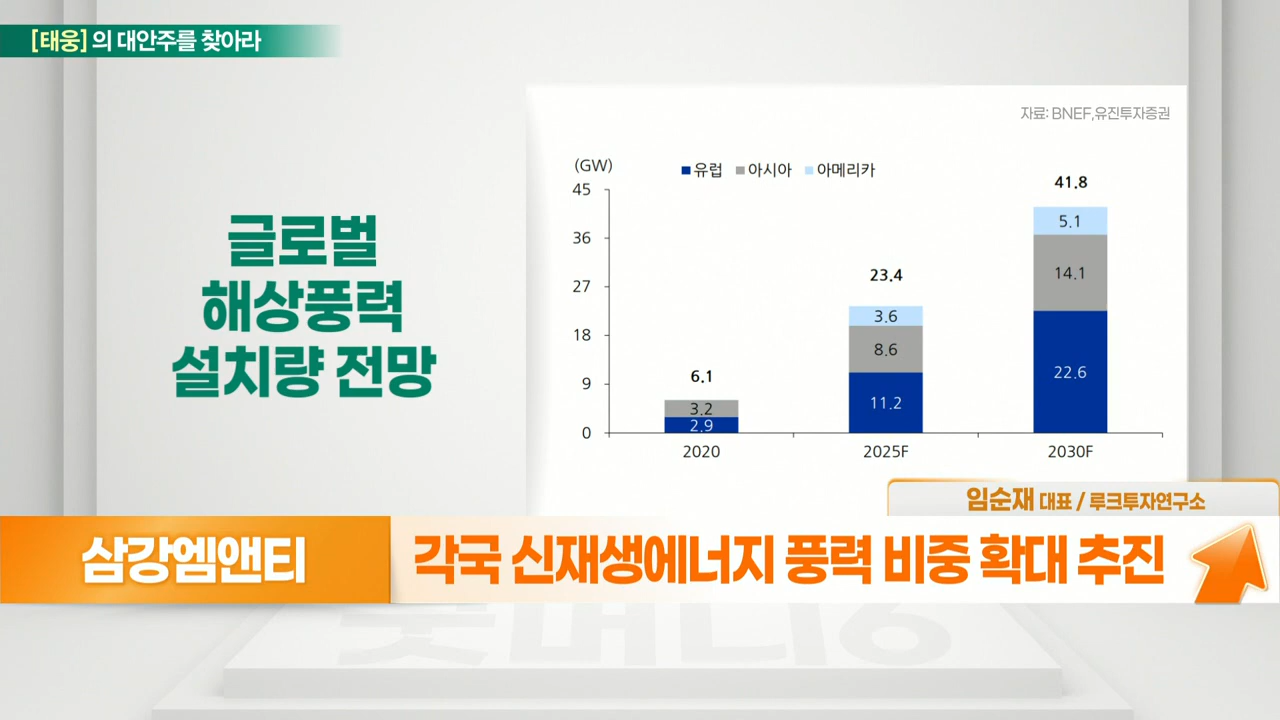 [태웅]의 대안주를 찾아라
자료: BNEF,유진투자증권
글로벌
해상풍력
설치량 전망
(GW)
유럽 아시아 아메리카
45
36
27
18
9
0
6.1
3.2
2.9
23.4
3.6
8.6
11.2
41.8
5.1
14.1
22.6
2020 2025F 2030F
임순재 대표 / 루크투자연구소
삼강엠앤티
각국 신재생에너지 풍력 비중 확대 추진